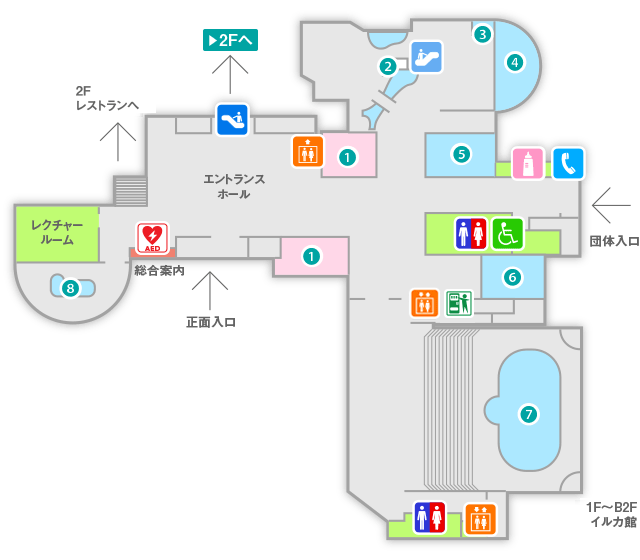 ▶2Fへ
3
2
4
2F
レストランへ
1
5
エントランス
ホール
レクチャー
ルーム
AED
団体入口
総合案内
1
6
8
正面入口
7
1F〜B2F
イルカ館